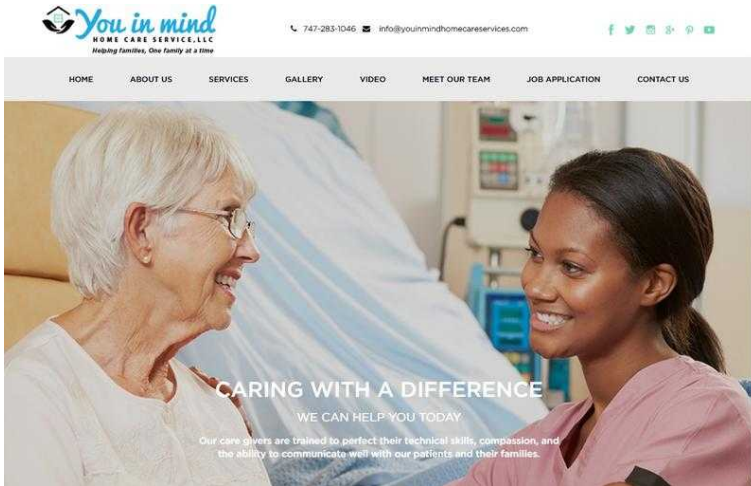 You in mind
HOME CARE SERVICE,LLC
Helping families, One family at a time
747-283-1046 info@youinmindhomecareservices.com
HOME ABOUT US SERVICES GALLERY VIDEO MEET OUR TEAM JOB APPLICATION CONTACT US
CARING WITH A DIFFERENCE
WE CAN HELP YOU TODAY
Our care givers are trained to perfect their technical skills, compassion, and
the ability to communicate well with our patients and their families.